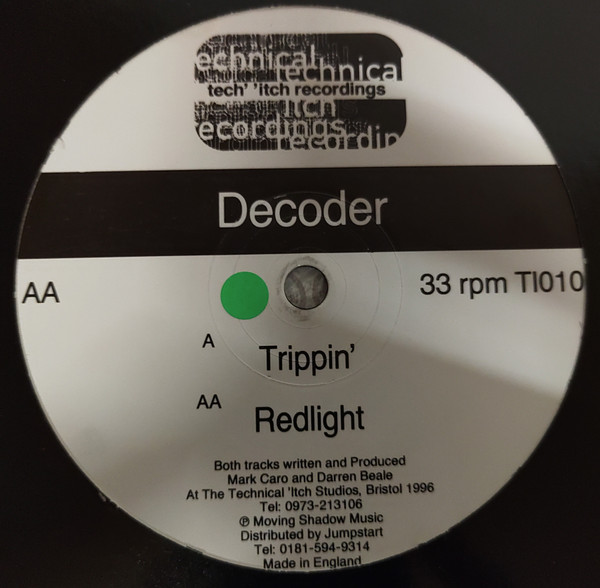 echnical
technical
tech' 'itch recordings
itch
ecordings
recordin
Decoder
AA
33 rpm TI010
A
Trippin'
AA
Redlight
Both tracks written and Produced
Mark Caro and Darren Beale
At The Technical 'Itch Studios, Bristol 1996
Tel: 0973-213106
℗ Moving Shadow Music
Distributed by Jumpstart
Tel: 0181-594-9314
Made in England